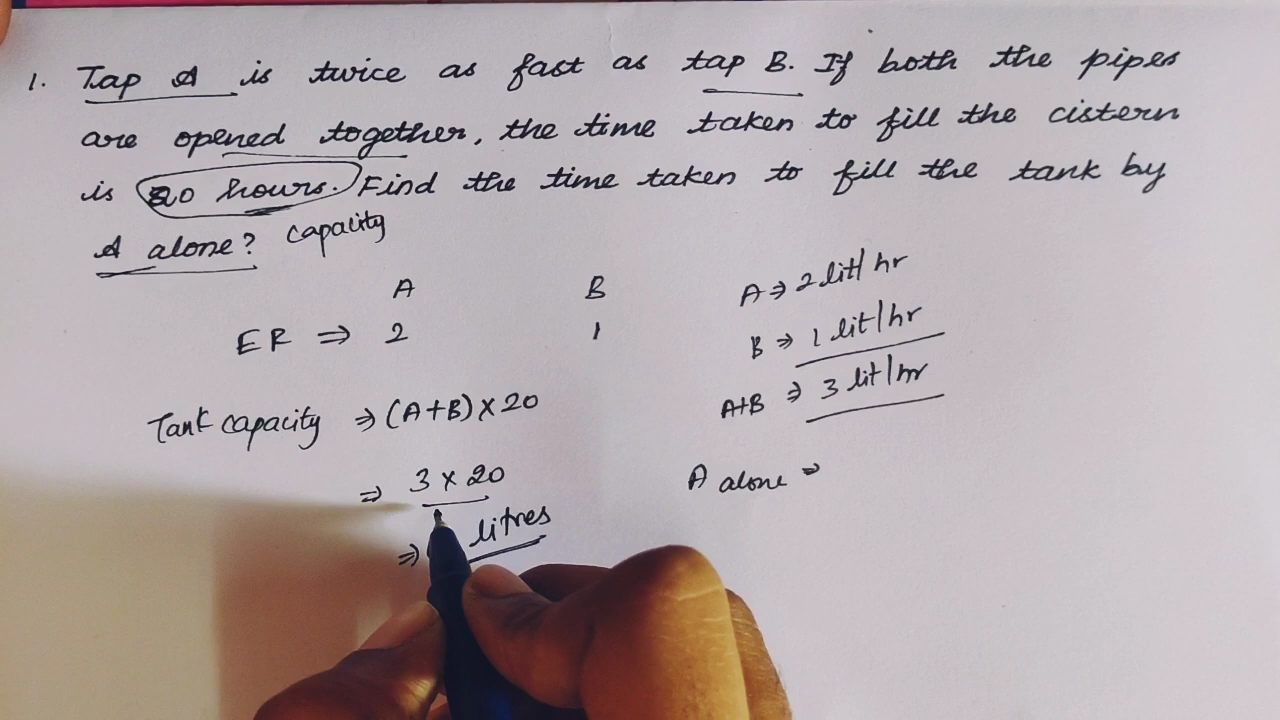 1. Tap A is twice as fast as tap B. If both the pipes
are opened together, the time taken to fill the cistern
is 20 hours. Find the time taken to fill the tank by
A alone? capacity
A B
ER ⇒ 2 1
Tank capacity ⇒ (A+B) × 20
⇒ 3 × 20
⇒ litres
A ⇒ 2 lit/hr
B ⇒ 1 lit/hr
A+B ⇒ 3 lit/hr
A alone ⇒